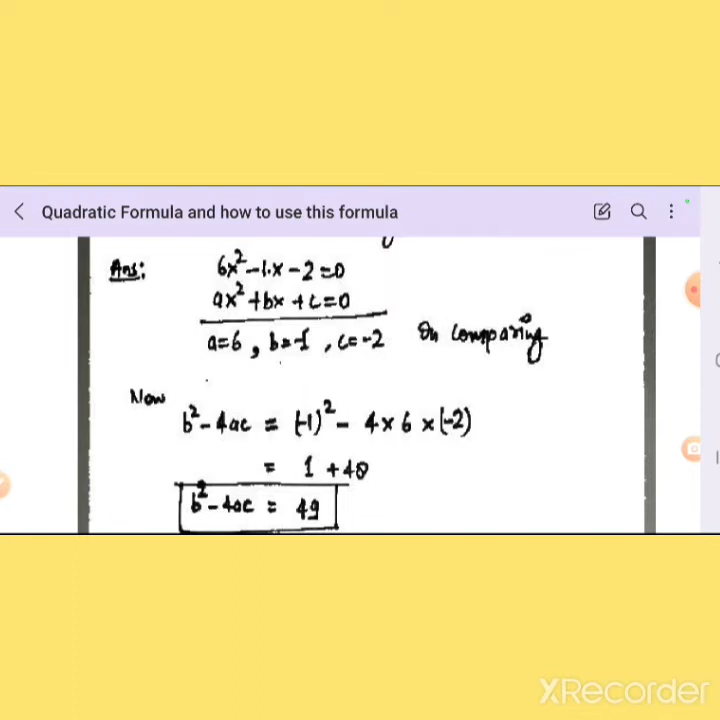 Quadratic Formula and how to use this formula
Ans:
6x² - 1·x - 2 = 0
ax² + bx + c = 0
a = 6 , b = -1 , c = -2 On comparing
Now
b² - 4ac = (-1)² - 4 × 6 × (-2)
= 1 + 48
b² - 4ac = 49
XRecorder